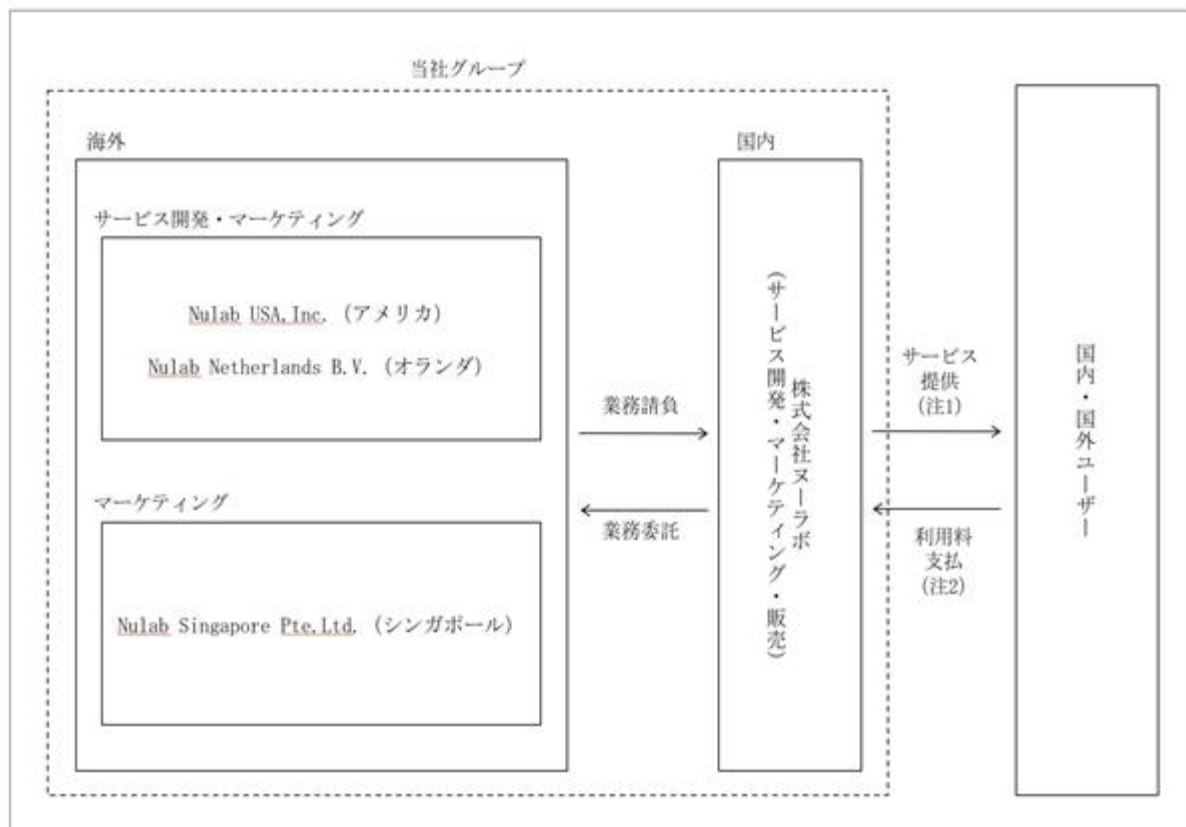 当社グループ
海外
サービス開発・マーケティング
Nulab USA,Inc.（アメリカ）
Nulab Netherlands B.V.（オランダ）
マーケティング
Nulab Singapore Pte.Ltd.（シンガポール）
業務請負
業務委託
国内
株式会社ヌーラボ
（サービス開発・マーケティング・販売）
サービス
提供
（注1）
利用料
支払
（注2）
国内・国外ユーザー